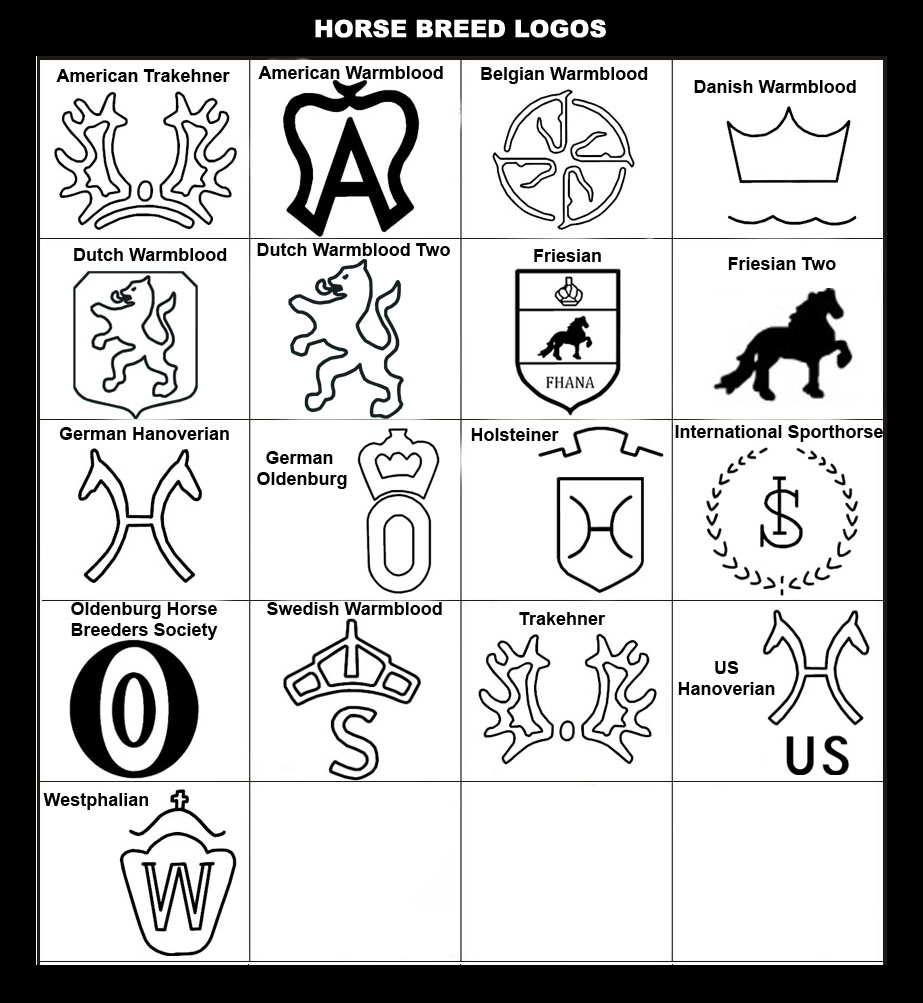 HORSE BREED LOGOS
American Trakehner
American Warmblood
A
Belgian Warmblood
Danish Warmblood
Dutch Warmblood
Dutch Warmblood Two
Friesian
FHANA
Friesian Two
German Hanoverian
H
German
Oldenburg
O
Holsteiner
H
International Sporthorse
IS
Oldenburg Horse
Breeders Society
O
Swedish Warmblood
S
Trakehner
US
Hanoverian
H
US
Westphalian
W